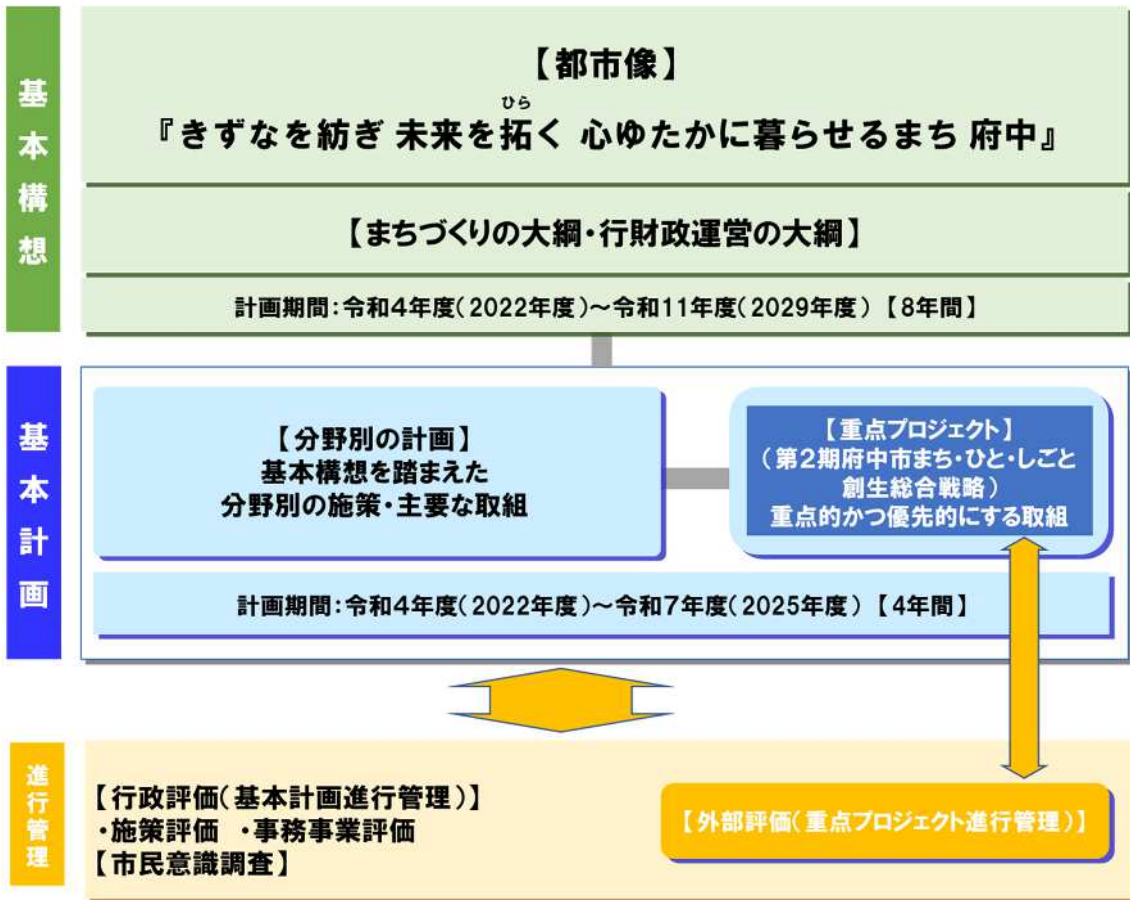 基本構想
【都市像】
ひら
『きずなを紡ぎ 未来を拓く 心ゆたかに暮らせるまち 府中』
【まちづくりの大綱・行財政運営の大綱】
計画期間:令和4年度(2022年度)～令和11年度(2029年度)【8年間】
基本計画
【分野別の計画】
基本構想を踏まえた
分野別の施策・主要な取組
【重点プロジェクト】
(第2期府中市まち・ひと・しごと
創生総合戦略)
重点的かつ優先的にする取組
計画期間:令和4年度(2022年度)～令和7年度(2025年度)【4年間】
進行管理
【行政評価(基本計画進行管理)】
・施策評価 ・事務事業評価
【市民意識調査】
【外部評価(重点プロジェクト進行管理)】